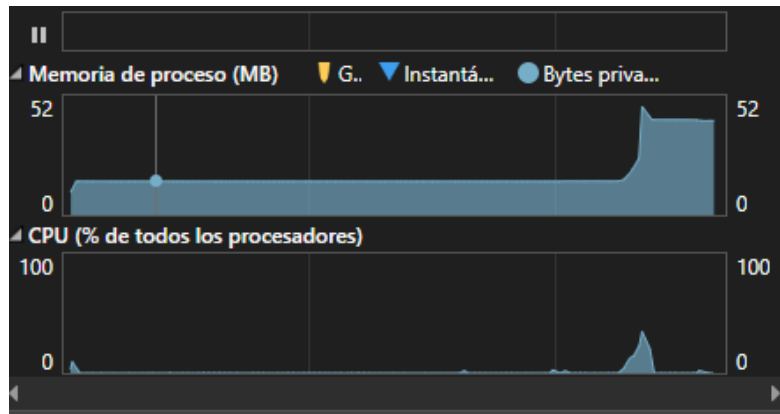 Memoria de proceso (MB) G.. Instantá... Bytes priva...
52 52
0 0
CPU (% de todos los procesadores)
100 100
0 0